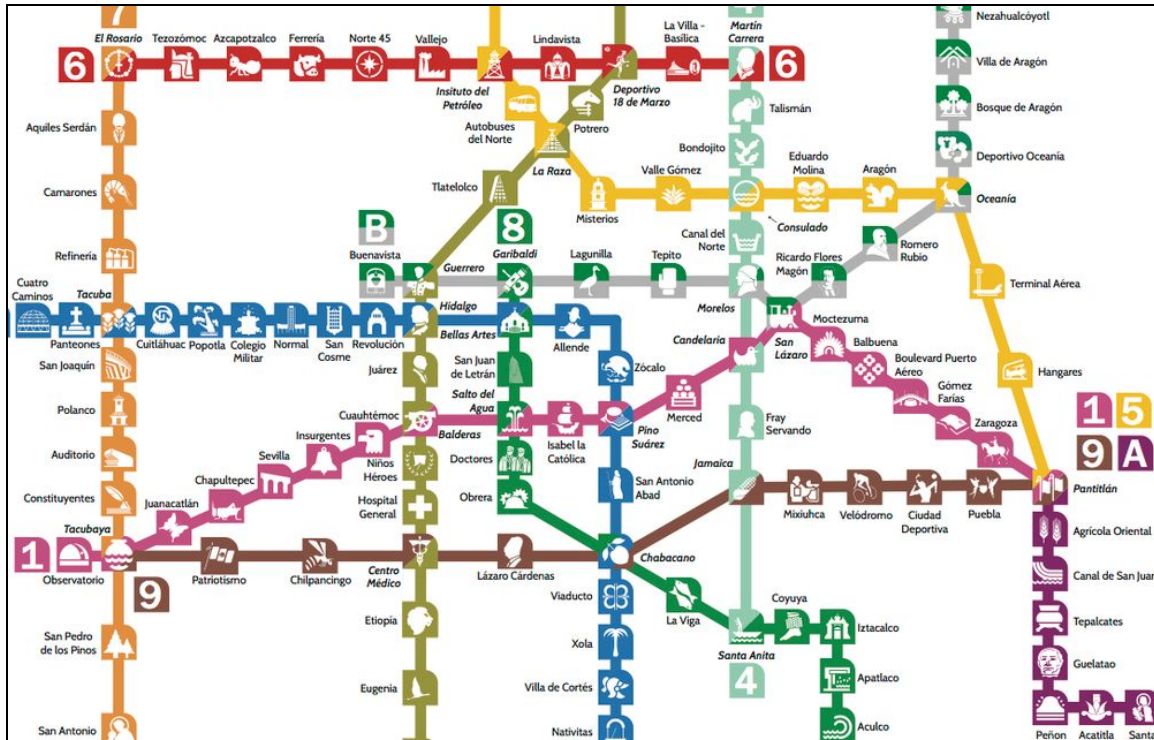 7
El Rosario
Tezozómoc
Azcapotzalco
Ferrería
Norte 45
Vallejo
Lindavista
La Villa -
Basílica
Martín
Carrera
Nezahualcóyotl
6
6
Insituto del
Petróleo
Deportivo
18 de Marzo
Villa de Aragón
Aquiles Serdán
Autobuses
del Norte
Potrero
Talismán
Bosque de Aragón
La Raza
Bondojito
Deportivo Oceanía
Camarones
Tlatelolco
Misterios
Valle Gómez
Eduardo
Molina
Aragón
Oceanía
Consulado
B
8
Refinería
Buenavista
Guerrero
Garibaldi
Lagunilla
Tepito
Canal del
Norte
Ricardo Flores
Magón
Romero
Rubio
Terminal Aérea
Cuatro
Caminos
Tacuba
Hidalgo
Morelos
Panteones
Cuitláhuac
Popotla
Colegio
Militar
Normal
San
Cosme
Revolución
Bellas Artes
Allende
Candelaria
San
Lázaro
Moctezuma
San Joaquín
Juárez
San Juan
de Letrán
Zócalo
Balbuena
Boulevard Puerto
Aéreo
Hangares
Polanco
Cuauhtémoc
Salto del
Agua
Merced
Gómez
Farías
Auditorio
Insurgentes
Balderas
Isabel la
Católica
Pino
Suárez
Fray
Servando
Zaragoza
1
5
9
A
Sevilla
Niños
Héroes
Doctores
Constituyentes
Chapultepec
Hospital
General
Obrera
San Antonio
Abad
Jamaica
Mixiuhca
Velódromo
Ciudad
Deportiva
Puebla
Pantitlán
Juanacatlán
Tacubaya
1
Observatorio
9
Patriotismo
Chilpancingo
Centro
Médico
Lázaro Cárdenas
Chabacano
Agrícola Oriental
Canal de San Juan
Viaducto
La Viga
Coyuya
Iztacalco
Tepalcates
Etiopía
San Pedro
de los Pinos
Xola
Santa Anita
4
Guelatao
Eugenia
Villa de Cortés
Apatlaco
San Antonio
Nativitas
Aculco
Peñon
Acatitla
Santa